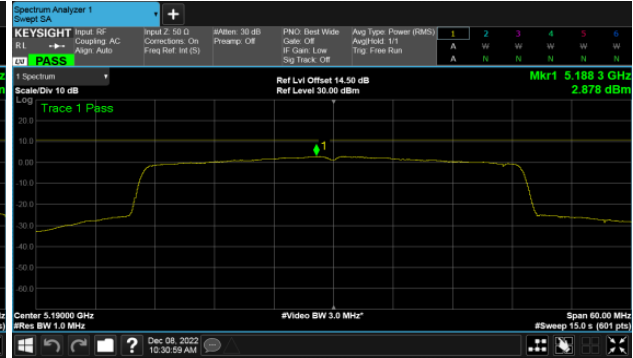 Spectrum Analyzer 1
Swept SA
KEYSIGHT
RL
PASS
Input: RF
Coupling: AC
Align: Auto
Input Z: 50 Ω
Corrections: On
Freq Ref: Int (S)
#Atten: 30 dB
Preamp: Off
PNO: Best Wide
Gate: Off
IF Gain: Low
Sig Track: Off
Avg Type: Power (RMS)
Avg|Hold: 1/1
Trig: Free Run
1 2 3 4 5 6
A W W W W W
A N N N N N
1 Spectrum
Scale/Div 10 dB
Ref Lvl Offset 14.50 dB
Ref Level 30.00 dBm
Mkr1 5.188 3 GHz
2.878 dBm
Log
Trace 1 Pass
20.0
10.0
1
0.00
-10.0
-20.0
-30.0
-40.0
-50.0
-60.0
Center 5.19000 GHz
#Res BW 1.0 MHz
#Video BW 3.0 MHz*
Span 60.00 MHz
#Sweep 15.0 s (601 pts)
Dec 08, 2022
10:30:59 AM